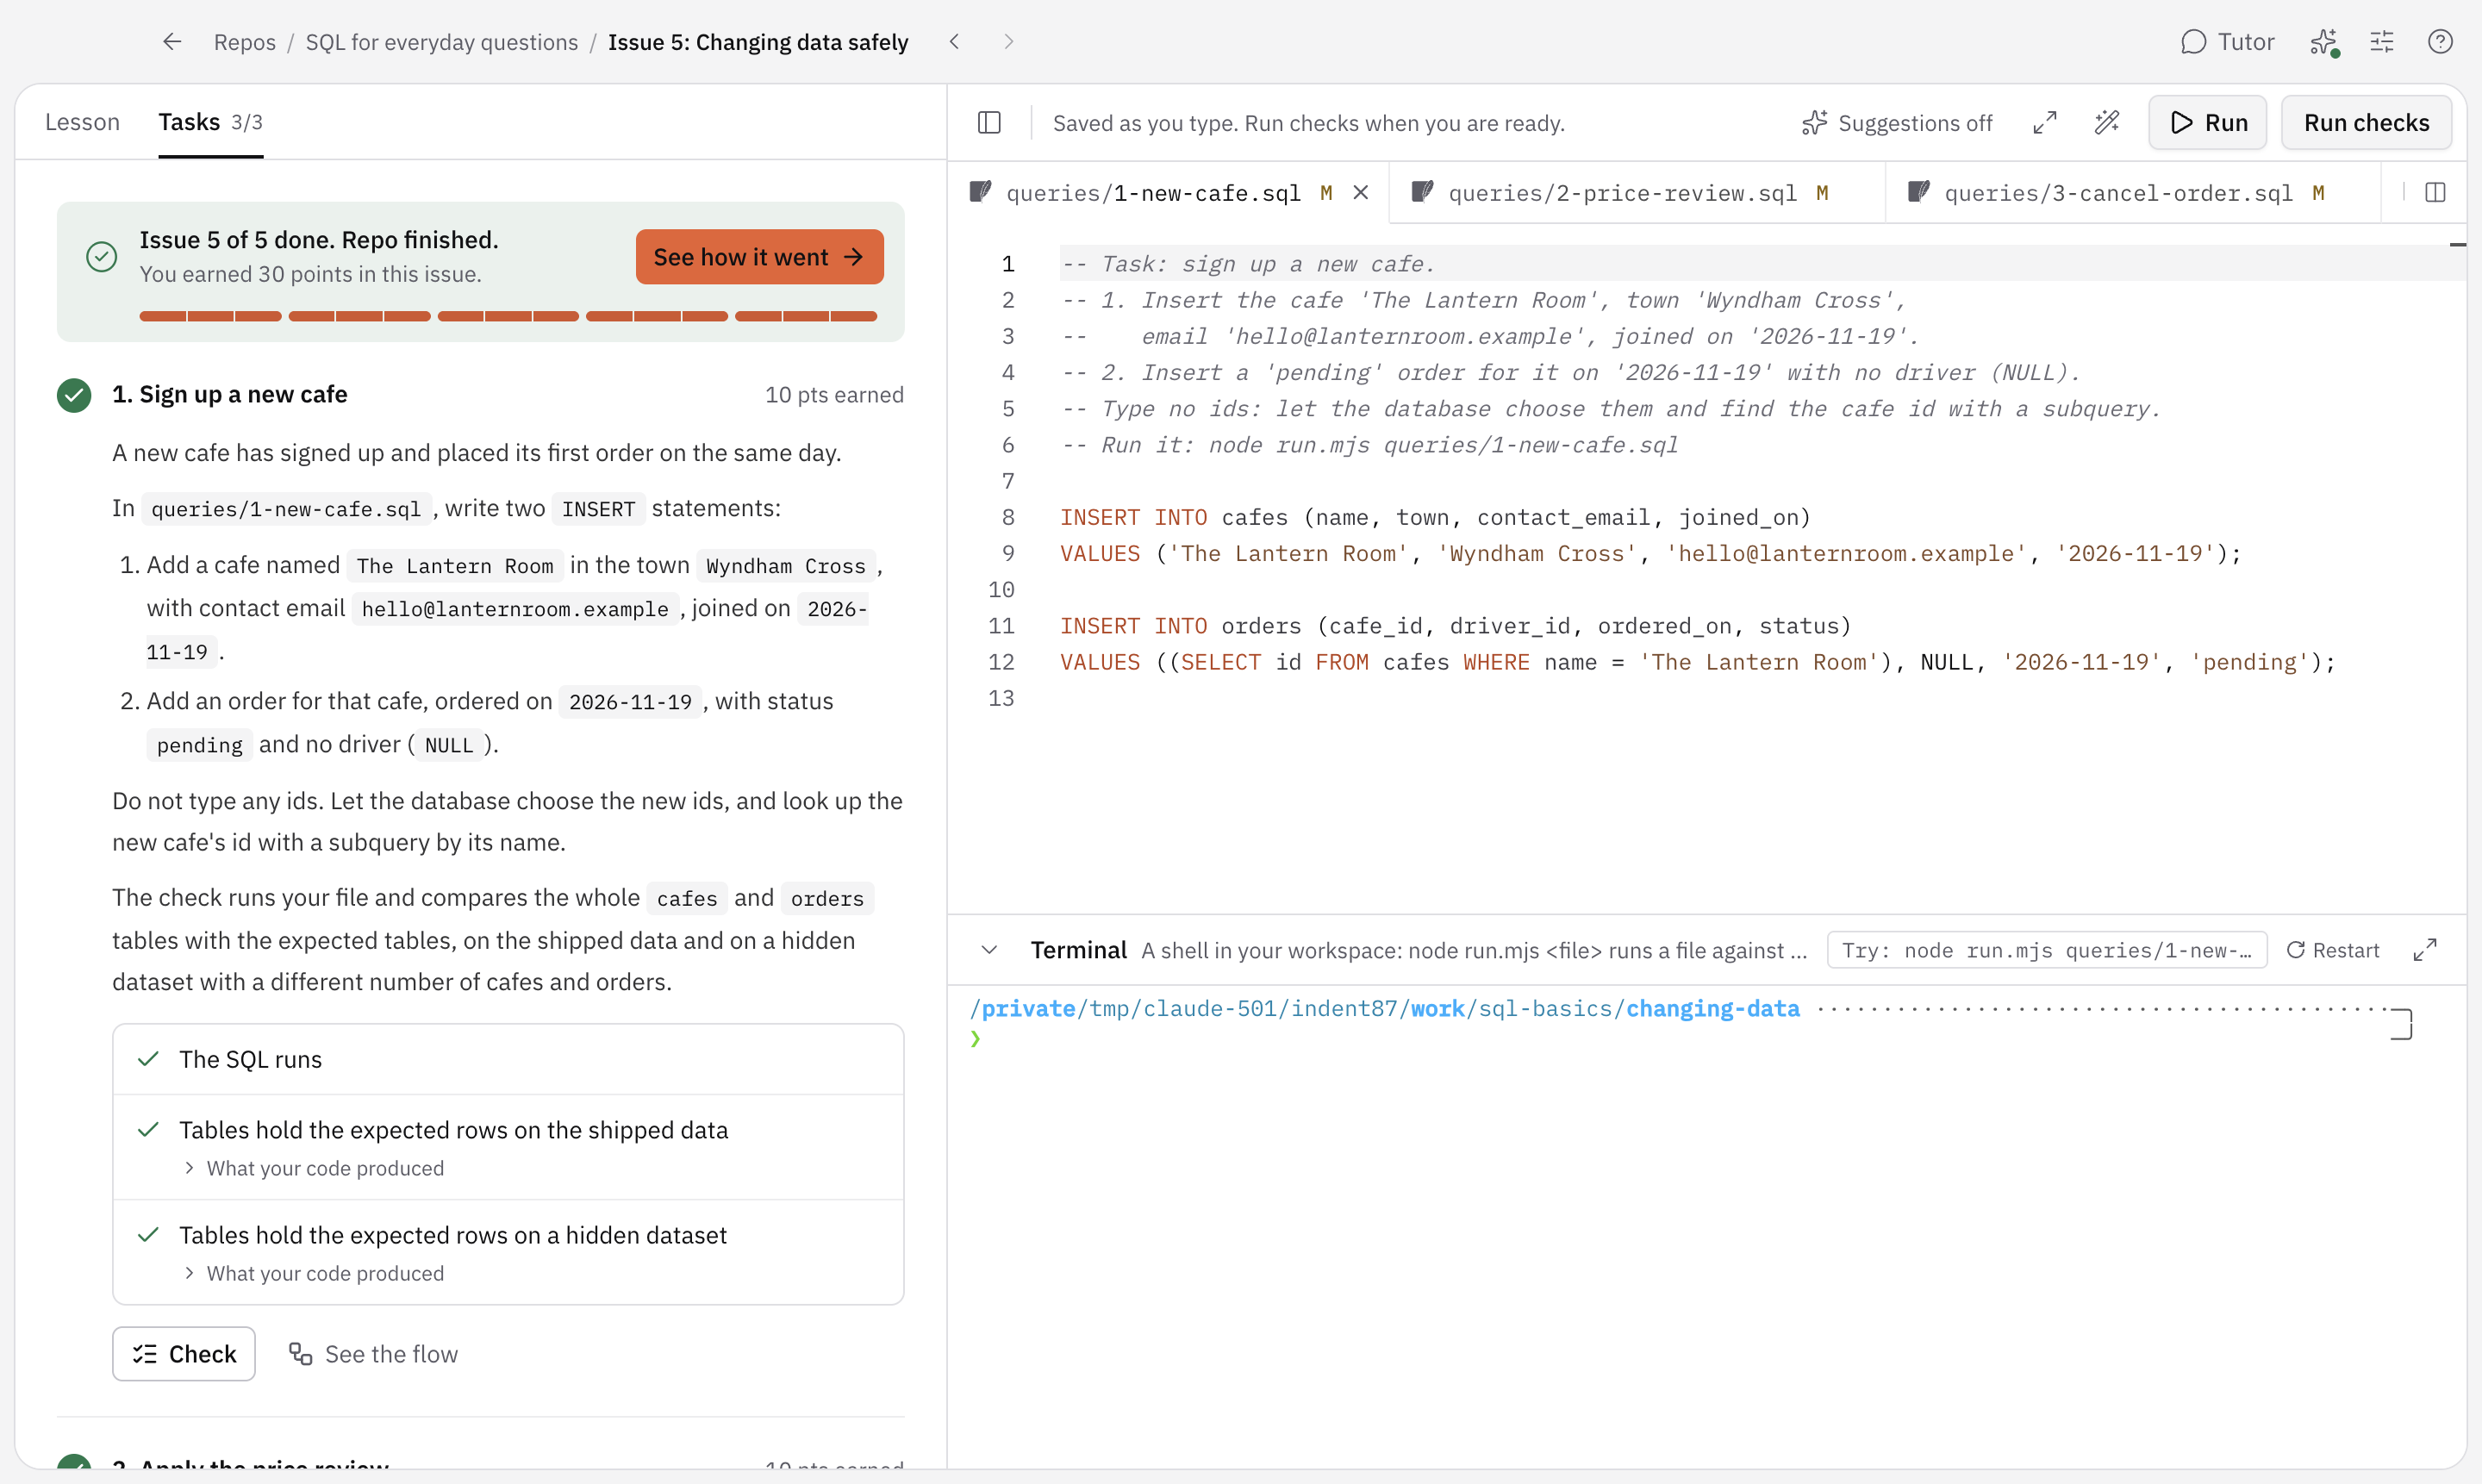 Repos / SQL for everyday questions / Issue 5: Changing data safely
Tutor
Lesson
Tasks 3/3
Issue 5 of 5 done. Repo finished.
You earned 30 points in this issue.
See how it went
1. Sign up a new cafe
10 pts earned
A new cafe has signed up and placed its first order on the same day.
In queries/1-new-cafe.sql , write two INSERT statements:
1. Add a cafe named The Lantern Room in the town Wyndham Cross ,
with contact email hello@lanternroom.example , joined on 2026-
11-19 .
2. Add an order for that cafe, ordered on 2026-11-19 , with status
pending and no driver ( NULL ).
Do not type any ids. Let the database choose the new ids, and look up the
new cafe's id with a subquery by its name.
The check runs your file and compares the whole cafes and orders
tables with the expected tables, on the shipped data and on a hidden
dataset with a different number of cafes and orders.
The SQL runs
Tables hold the expected rows on the shipped data
What your code produced
Tables hold the expected rows on a hidden dataset
What your code produced
Check
See the flow
2. Apply the price review
10 pts earned
Saved as you type. Run checks when you are ready.
Suggestions off
Run
Run checks
queries/1-new-cafe.sql M
queries/2-price-review.sql M
queries/3-cancel-order.sql M
1 -- Task: sign up a new cafe.
2 -- 1. Insert the cafe 'The Lantern Room', town 'Wyndham Cross',
3 --    email 'hello@lanternroom.example', joined on '2026-11-19'.
4 -- 2. Insert a 'pending' order for it on '2026-11-19' with no driver (NULL).
5 -- Type no ids: let the database choose them and find the cafe id with a subquery.
6 -- Run it: node run.mjs queries/1-new-cafe.sql
7
8 INSERT INTO cafes (name, town, contact_email, joined_on)
9 VALUES ('The Lantern Room', 'Wyndham Cross', 'hello@lanternroom.example', '2026-11-19');
10
11 INSERT INTO orders (cafe_id, driver_id, ordered_on, status)
12 VALUES ((SELECT id FROM cafes WHERE name = 'The Lantern Room'), NULL, '2026-11-19', 'pending');
13
Terminal
A shell in your workspace: node run.mjs <file> runs a file against ...
Try: node run.mjs queries/1-new-…
Restart
/private/tmp/claude-501/indent87/work/sql-basics/changing-data
❯